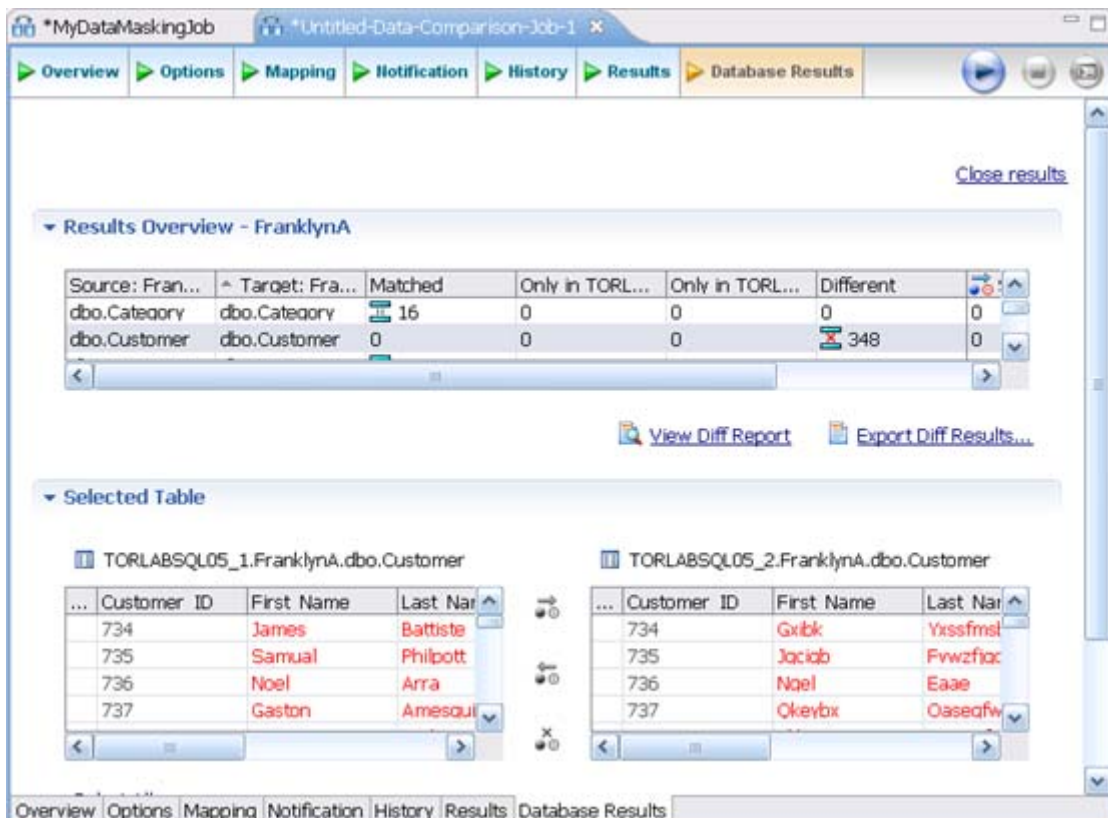 *MyDataMaskingJob *Untitled-Data-Comparison-Job-1
Overview Options Mapping Notification History Results Database Results
Close results
Results Overview - FranklynA
Source: Fran... Target: Fra... Matched Only in TORL... Only in TORL... Different
dbo.Category dbo.Category 16 0 0 0 0
dbo.Customer dbo.Customer 0 0 0 348 0
View Diff Report Export Diff Results...
Selected Table
TORLABSQL05_1.FranklynA.dbo.Customer TORLABSQL05_2.FranklynA.dbo.Customer
... Customer ID First Name Last Nar ... Customer ID First Name Last Nar
734 James Battiste 734 Gxibk
735 Samual Philpott 735
736 Noel Arra 736 Eaae
737 Gaston Amesqui 737
Overview Options Mapping Notification History Results Database Results